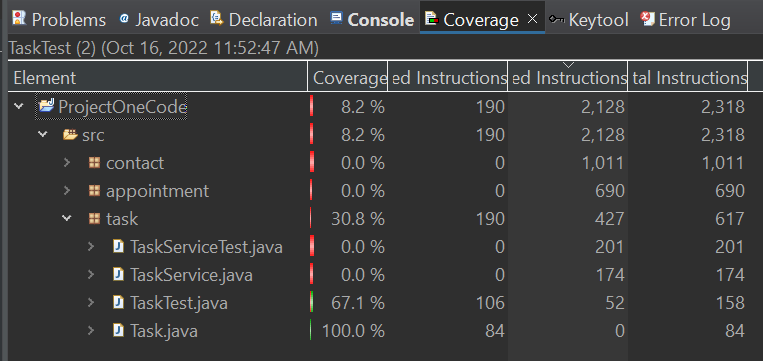 Problems Javadoc Declaration Console Coverage Keytool Error Log
TaskTest (2) (Oct 16, 2022 11:52:47 AM)
Element Coverage ed Instructions ed Instructions tal Instructions
ProjectOneCode 8.2 % 190 2,128 2,318
src 8.2 % 190 2,128 2,318
contact 0.0 % 0 1,011 1,011
appointment 0.0 % 0 690 690
task 30.8 % 190 427 617
TaskServiceTest.java 0.0 % 0 201 201
TaskService.java 0.0 % 0 174 174
TaskTest.java 67.1 % 106 52 158
Task.java 100.0 % 84 0 84